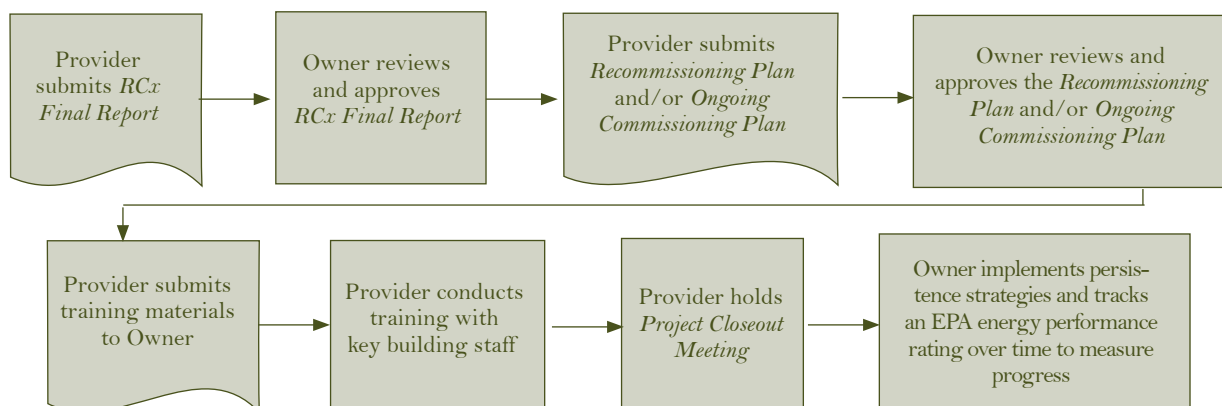 Provider
submits RCx
Final Report
Owner reviews
and approves
RCx Final Report
Provider submits
Recommissioning Plan
and/or Ongoing
Commissioning Plan
Owner reviews and
approves the Recommissioning
Plan and/or Ongoing
Commissioning Plan
Provider submits
training materials
to Owner
Provider conducts
training with
key building staff
Provider holds
Project Closeout
Meeting
Owner implements persis-
tence strategies and tracks
an EPA energy performance
rating over time to measure
progress